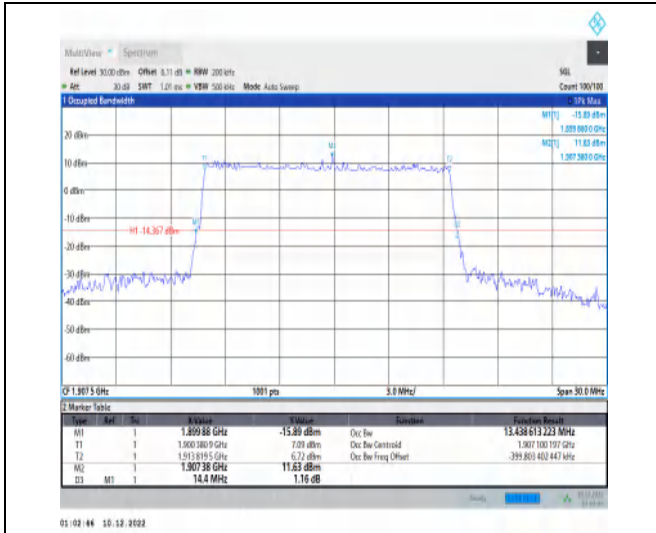 MultiView Spectrum
Ref Level 30.00 dBm Offset 8.11 dB RBW 200 kHz SGL
Att 30 dB SWT 1.01 ms VBW 500 kHz Mode Auto Sweep Count 100/100
1 Occupied Bandwidth 1Pk Max
M1[1] -15.89 dBm
1.899 880 0 GHz
M2[1] 11.63 dBm
1.907 380 0 GHz
20 dBm
10 dBm
0 dBm
-10 dBm
-20 dBm
-30 dBm
-40 dBm
-50 dBm
-60 dBm
T1
M2
T2
M1
H1 -14.367 dBm
CF 1.907 5 GHz 1001 pts 3.0 MHz/ Span 30.0 MHz
2 Marker Table
Type Ref Trc X-Value Y-Value Function Function Result
M1 1 1.899 88 GHz -15.89 dBm Occ Bw 13.438 613 223 MHz
T1 1 1.900 380 9 GHz 7.09 dBm Occ Bw Centroid 1.907 100 197 GHz
T2 1 1.913 819 5 GHz 6.72 dBm Occ Bw Freq Offset -399.803 402 447 kHz
M2 1 1.907 38 GHz 11.63 dBm
D3 M1 1 14.4 MHz 1.16 dB
Ready
01:02:46 10.12.2022